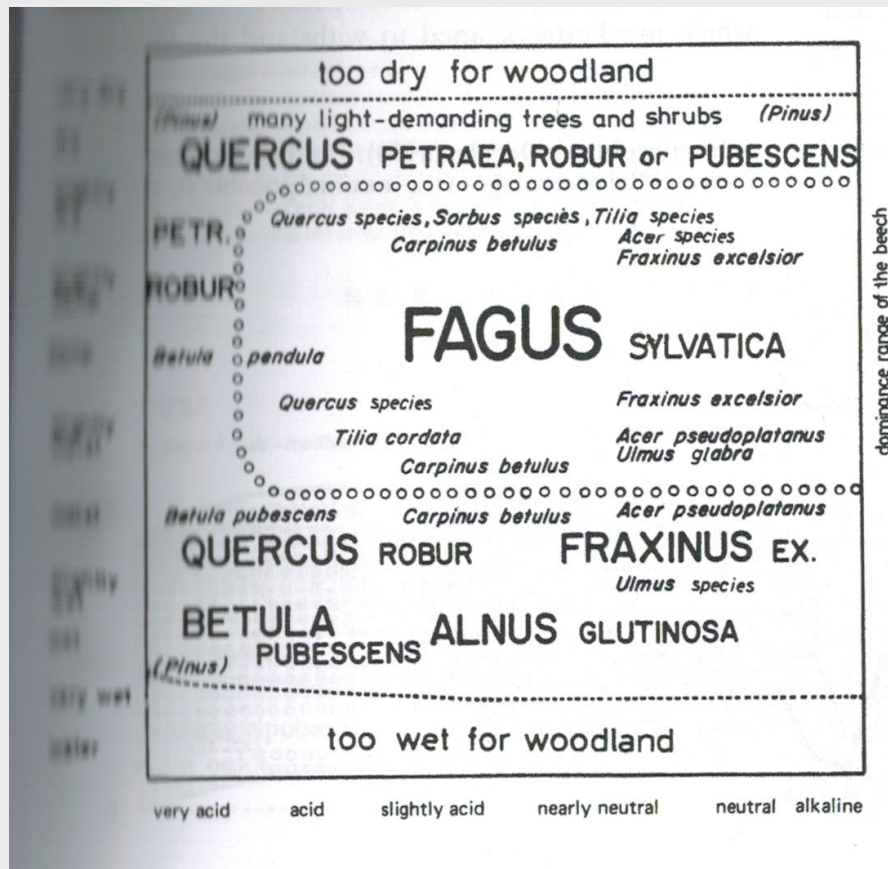 too dry for woodland
(Pinus) many light-demanding trees and shrubs (Pinus)
QUERCUS PETRAEA, ROBUR or PUBESCENS
Quercus species, Sorbus species, Tilia species
PETR. Carpinus betulus Acer species
Fraxinus excelsior
ROBUR
FAGUS SYLVATICA
Betula pendula
Quercus species Fraxinus excelsior
Tilia cordata Acer pseudoplatanus
Carpinus betulus Ulmus glabra
Betula pubescens Carpinus betulus Acer pseudoplatanus
QUERCUS ROBUR FRAXINUS EX.
Ulmus species
BETULA ALNUS GLUTINOSA
PUBESCENS
(Pinus)
very wet
too wet for woodland
water
very acid acid slightly acid nearly neutral neutral alkaline
dominance range of the beech